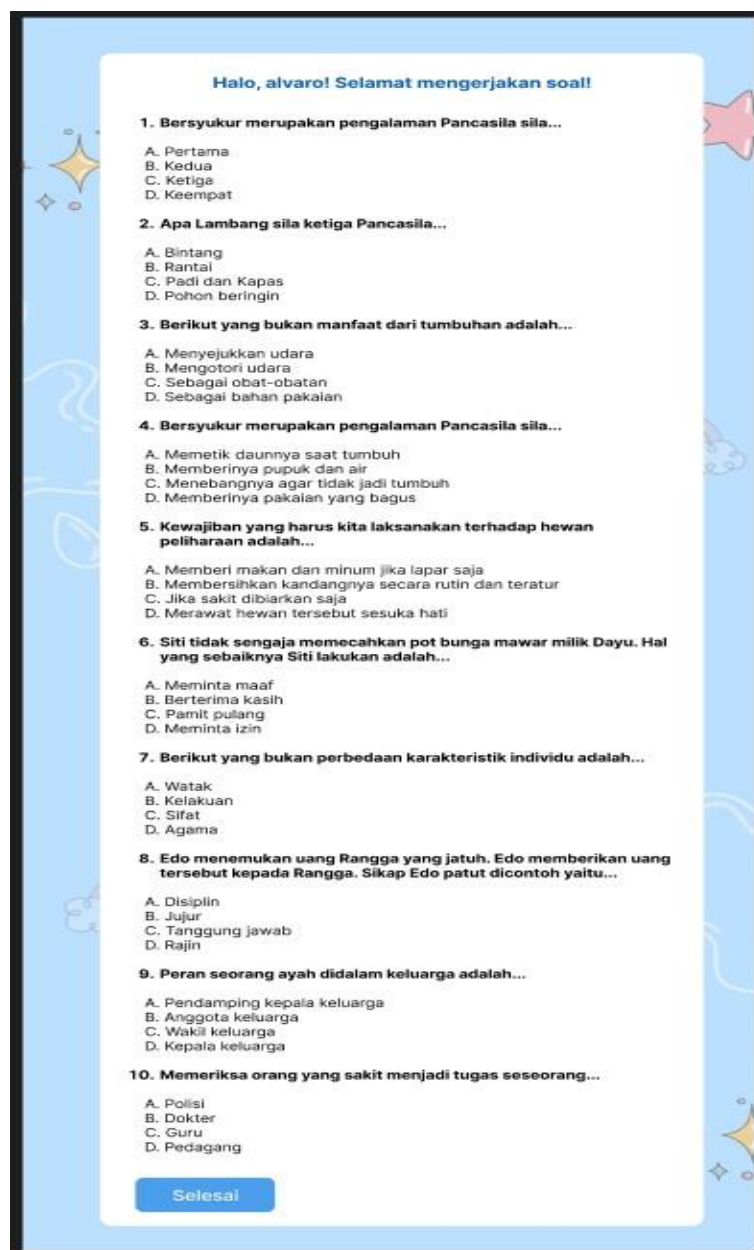 Halo, alvaro! Selamat mengerjakan soal!
1. Bersyukur merupakan pengalaman Pancasila sila...
A. Pertama
B. Kedua
C. Ketiga
D. Keempat
2. Apa Lambang sila ketiga Pancasila...
A. Bintang
B. Rantai
C. Padi dan Kapas
D. Pohon beringin
3. Berikut yang bukan manfaat dari tumbuhan adalah...
A. Menyejukkan udara
B. Mengotori udara
C. Sebagai obat-obatan
D. Sebagai bahan pakaian
4. Bersyukur merupakan pengalaman Pancasila sila...
A. Memetik daunnya saat tumbuh
B. Memberinya pupuk dan air
C. Menebangnya agar tidak jadi tumbuh
D. Memberinya pakaian yang bagus
5. Kewajiban yang harus kita laksanakan terhadap hewan
peliharaan adalah...
A. Memberi makan dan minum jika lapar saja
B. Membersihkan kandangnya secara rutin dan teratur
C. Jika sakit dibiarkan saja
D. Merawat hewan tersebut sesuka hati
6. Siti tidak sengaja memecahkan pot bunga mawar milik Dayu. Hal
yang sebaiknya Siti lakukan adalah...
A. Meminta maaf
B. Berterima kasih
C. Pamit pulang
D. Meminta izin
7. Berikut yang bukan perbedaan karakteristik individu adalah...
A. Watak
B. Kelakuan
C. Sifat
D. Agama
8. Edo menemukan uang Rangga yang jatuh. Edo memberikan uang
tersebut kepada Rangga. Sikap Edo patut dicontoh yaitu...
A. Disiplin
B. Jujur
C. Tanggung jawab
D. Rajin
9. Peran seorang ayah didalam keluarga adalah...
A. Pendamping kepala keluarga
B. Anggota keluarga
C. Wakil keluarga
D. Kepala keluarga
10. Memeriksa orang yang sakit menjadi tugas seseorang...
A. Polisi
B. Dokter
C. Guru
D. Pedagang
Selesai